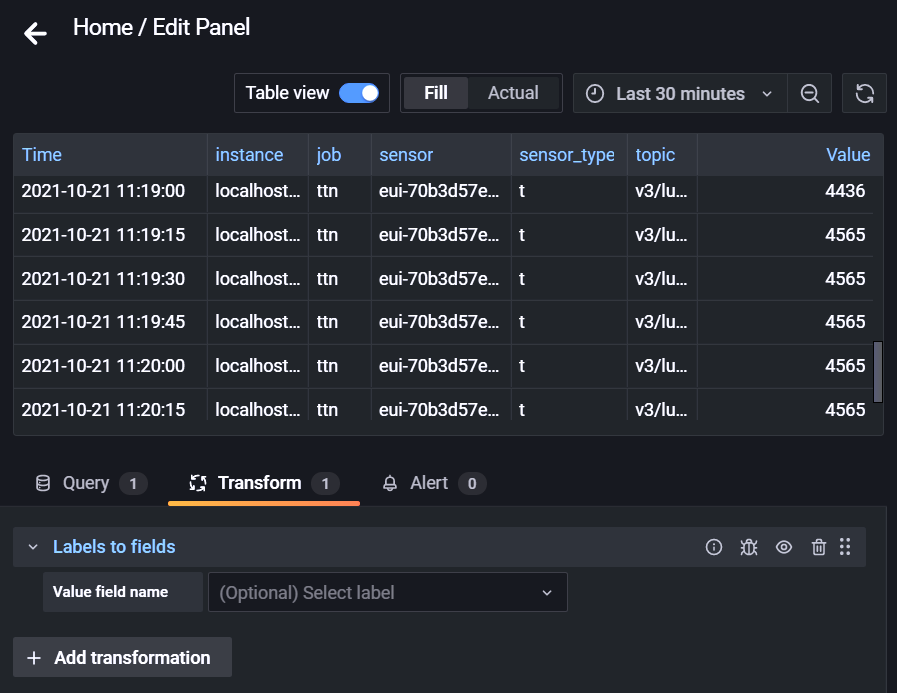 Home / Edit Panel
Table view Fill Actual Last 30 minutes
Time instance job sensor sensor_type topic Value
2021-10-21 11:19:00 localhost... ttn eui-70b3d57e... t v3/lu... 4436
2021-10-21 11:19:15 localhost... ttn eui-70b3d57e... t v3/lu... 4565
2021-10-21 11:19:30 localhost... ttn eui-70b3d57e... t v3/lu... 4565
2021-10-21 11:19:45 localhost... ttn eui-70b3d57e... t v3/lu... 4565
2021-10-21 11:20:00 localhost... ttn eui-70b3d57e... t v3/lu... 4565
2021-10-21 11:20:15 localhost... ttn eui-70b3d57e... t v3/lu... 4565
Query 1 Transform 1 Alert 0
Labels to fields
Value field name (Optional) Select label
+ Add transformation